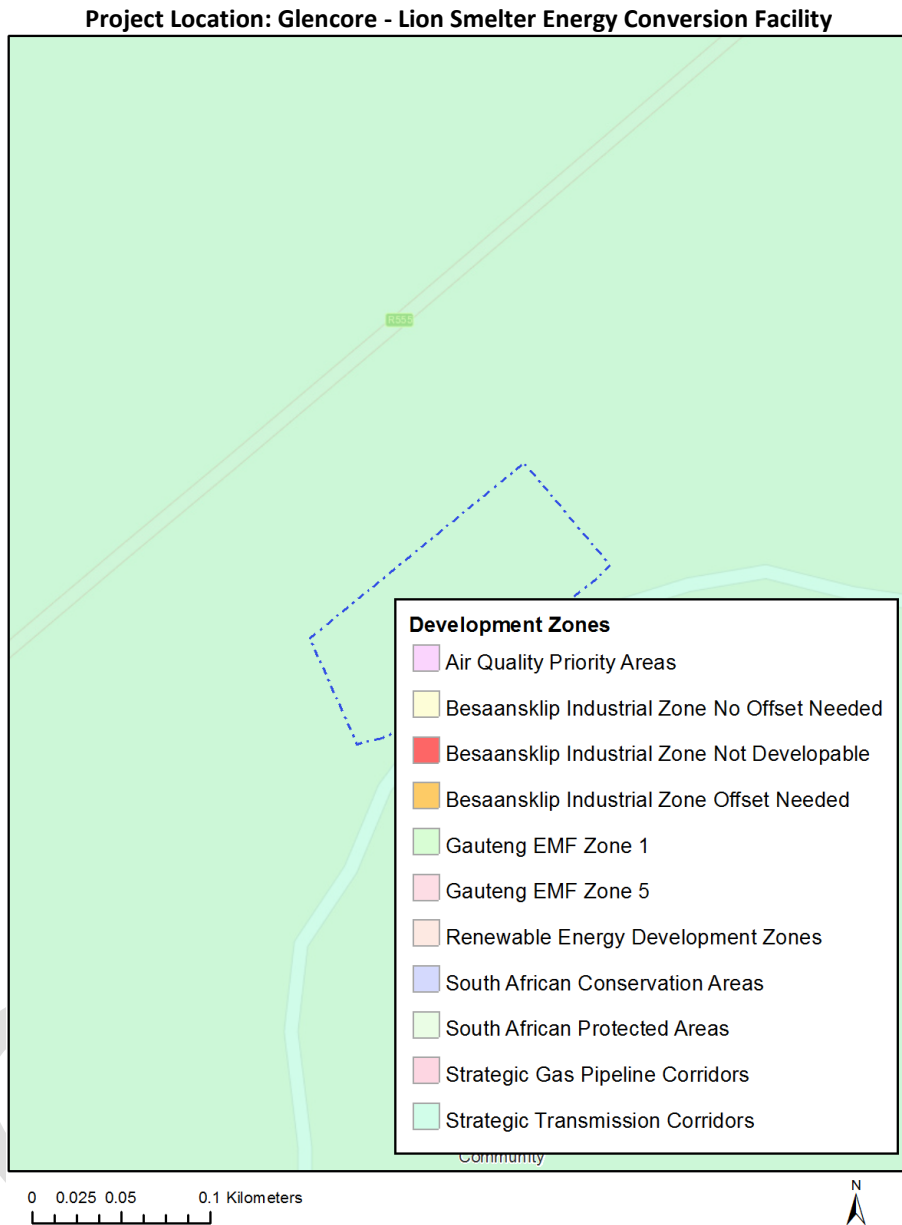 Project Location: Glencore - Lion Smelter Energy Conversion Facility
R555
Development Zones
Air Quality Priority Areas
Besaansklip Industrial Zone No Offset Needed
Besaansklip Industrial Zone Not Developable
Besaansklip Industrial Zone Offset Needed
Gauteng EMF Zone 1
Gauteng EMF Zone 5
Renewable Energy Development Zones
South African Conservation Areas
South African Protected Areas
Strategic Gas Pipeline Corridors
Strategic Transmission Corridors
Community
0 0.025 0.05 0.1 Kilometers
N